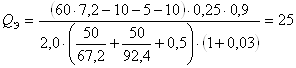 Qэ = ((60·7,2−10−5−10)·0,25·0,9) / (2,0·(50/67,2+50/92,4+0,5)·(1+0,03)) = 25